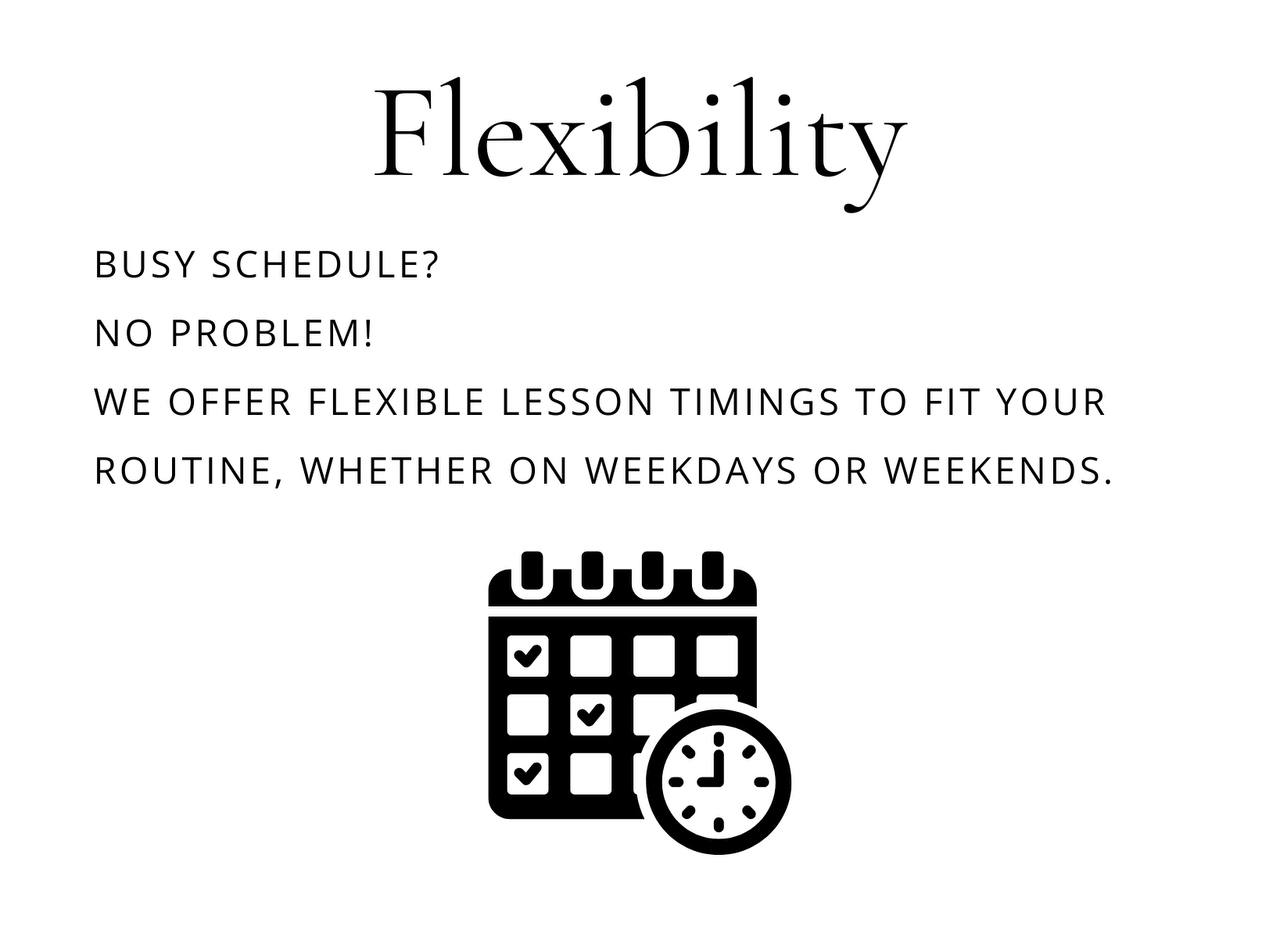 Flexibility
BUSY SCHEDULE?
NO PROBLEM!
WE OFFER FLEXIBLE LESSON TIMINGS TO FIT YOUR
ROUTINE, WHETHER ON WEEKDAYS OR WEEKENDS.